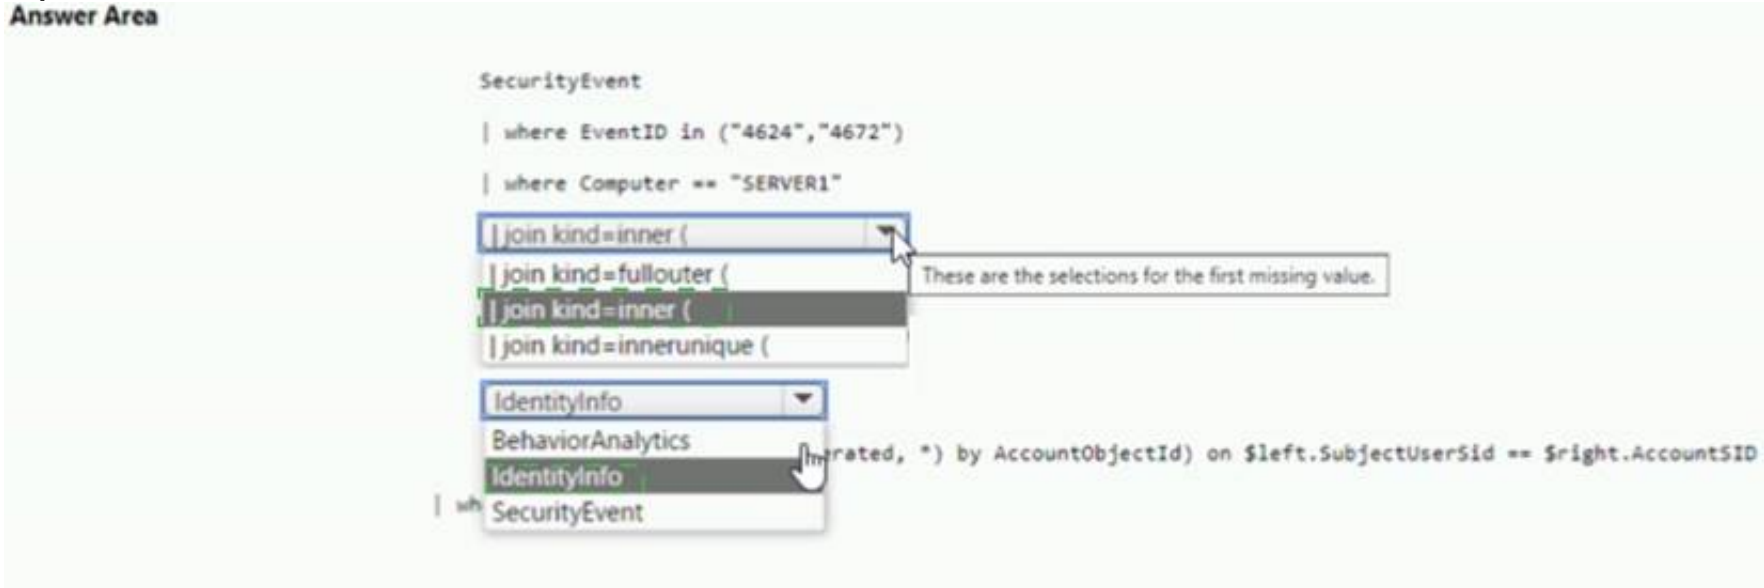 Answer Area
SecurityEvent
| where EventID in ("4624","4672")
| where Computer == "SERVER1"
| join kind=inner (
| join kind=fullouter (
These are the selections for the first missing value.
| join kind=inner (
| join kind=innerunique (
IdentityInfo
BehaviorAnalytics
rated, *) by AccountObjectId) on $left.SubjectUserSid == $right.AccountSID
IdentityInfo
| wh
SecurityEvent